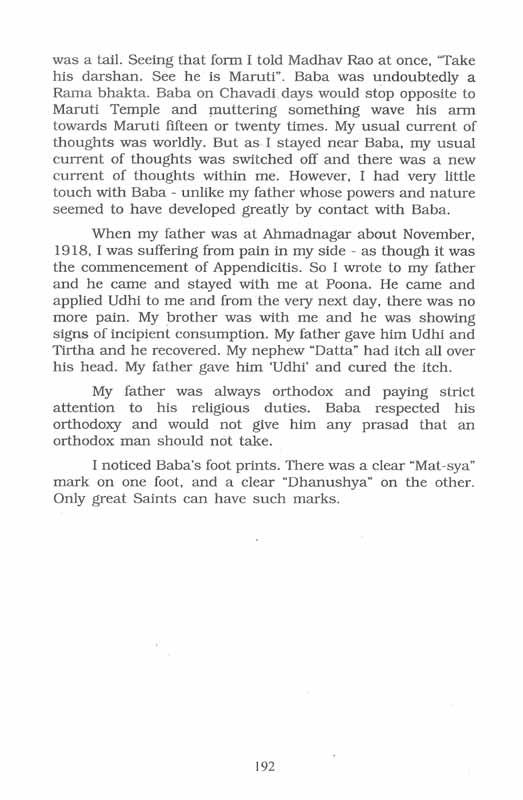 was a tail. Seeing that form I told Madhav Rao at once, "Take
his darshan. See he is Maruti". Baba was undoubtedly a
Rama bhakta. Baba on Chavadi days would stop opposite to
Maruti Temple and muttering something wave his arm
towards Maruti fifteen or twenty times. My usual current of
thoughts was worldly. But as I stayed near Baba, my usual
current of thoughts was switched off and there was a new
current of thoughts within me. However, I had very little
touch with Baba - unlike my father whose powers and nature
seemed to have developed greatly by contact with Baba.
When my father was at Ahmadnagar about November,
1918, I was suffering from pain in my side - as though it was
the commencement of Appendicitis. So I wrote to my father
and he came and stayed with me at Poona. He came and
applied Udhi to me and from the very next day, there was no
more pain. My brother was with me and he was showing
signs of incipient consumption. My father gave him Udhi and
Tirtha and he recovered. My nephew "Datta" had itch all over
his head. My father gave him 'Udhi' and cured the itch.
My father was always orthodox and paying strict
attention to his religious duties. Baba respected his
orthodoxy and would not give him any prasad that an
orthodox man should not take.
I noticed Baba's foot prints. There was a clear "Mat-sya"
mark on one foot, and a clear "Dhanushya" on the other.
Only great Saints can have such marks.
192